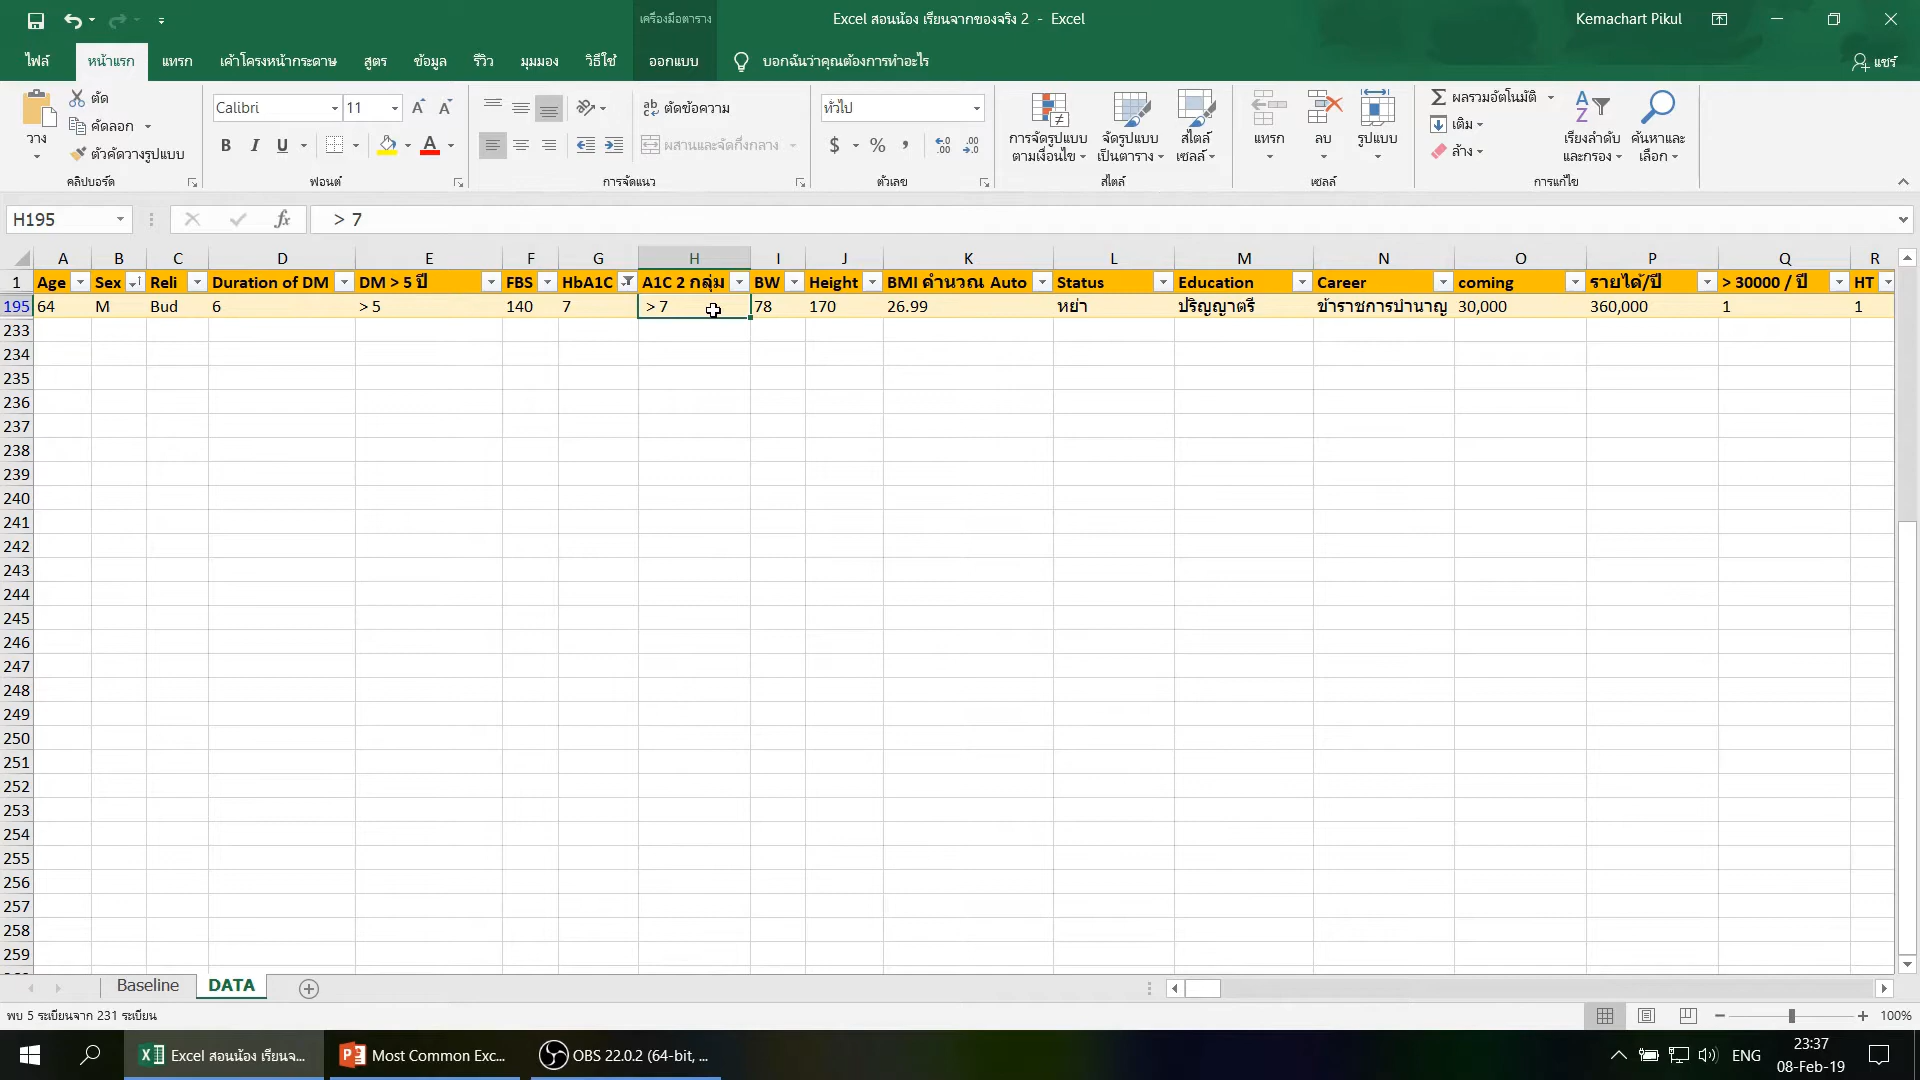 เครื่องมือตาราง
Excel สอนน้อง เรียนจากของจริง 2 - Excel
Kemachart Pikul
ไฟล์ หน้าแรก แทรก เค้าโครงหน้ากระดาษ สูตร ข้อมูล รีวิว มุมมอง วิธีใช้ ออกแบบ บอกฉันว่าคุณต้องการทำอะไร แชร์
วาง
ตัด
คัดลอก
ตัวคัดวางรูปแบบ
คลิปบอร์ด
Calibri 11
B I U
ฟอนต์
ตัดข้อความ
ผสานและจัดกึ่งกลาง
การจัดแนว
ทั่วไป
$ %
ตัวเลข
การจัดรูปแบบ
ตามเงื่อนไข
จัดรูปแบบ
เป็นตาราง
สไตล์
เซลล์
สไตล์
แทรก ลบ รูปแบบ
เซลล์
ผลรวมอัตโนมัติ
เติม
ล้าง
เรียงลำดับ
และกรอง
ค้นหาและ
เลือก
การแก้ไข
H195 fx > 7
A B C D E F G H I J K L M N O P Q R
1 Age Sex Reli Duration of DM DM > 5 ปี FBS HbA1C A1C 2 กลุ่ม BW Height BMI คำนวณ Auto Status Education Career coming รายได้/ปี > 30000 / ปี HT
195 64 M Bud 6 > 5 140 7 > 7 78 170 26.99 หย่า ปริญญาตรี ข้าราชการบำนาญ 30,000 360,000 1 1
233
234
235
236
237
238
239
240
241
242
243
244
245
246
247
248
249
250
251
252
253
254
255
256
257
258
259
Baseline DATA
พบ 5 ระเบียนจาก 231 ระเบียน
100%
Excel สอนน้อง เรียนจ...
Most Common Exc...
OBS 22.0.2 (64-bit, ...
ENG
23:37
08-Feb-19